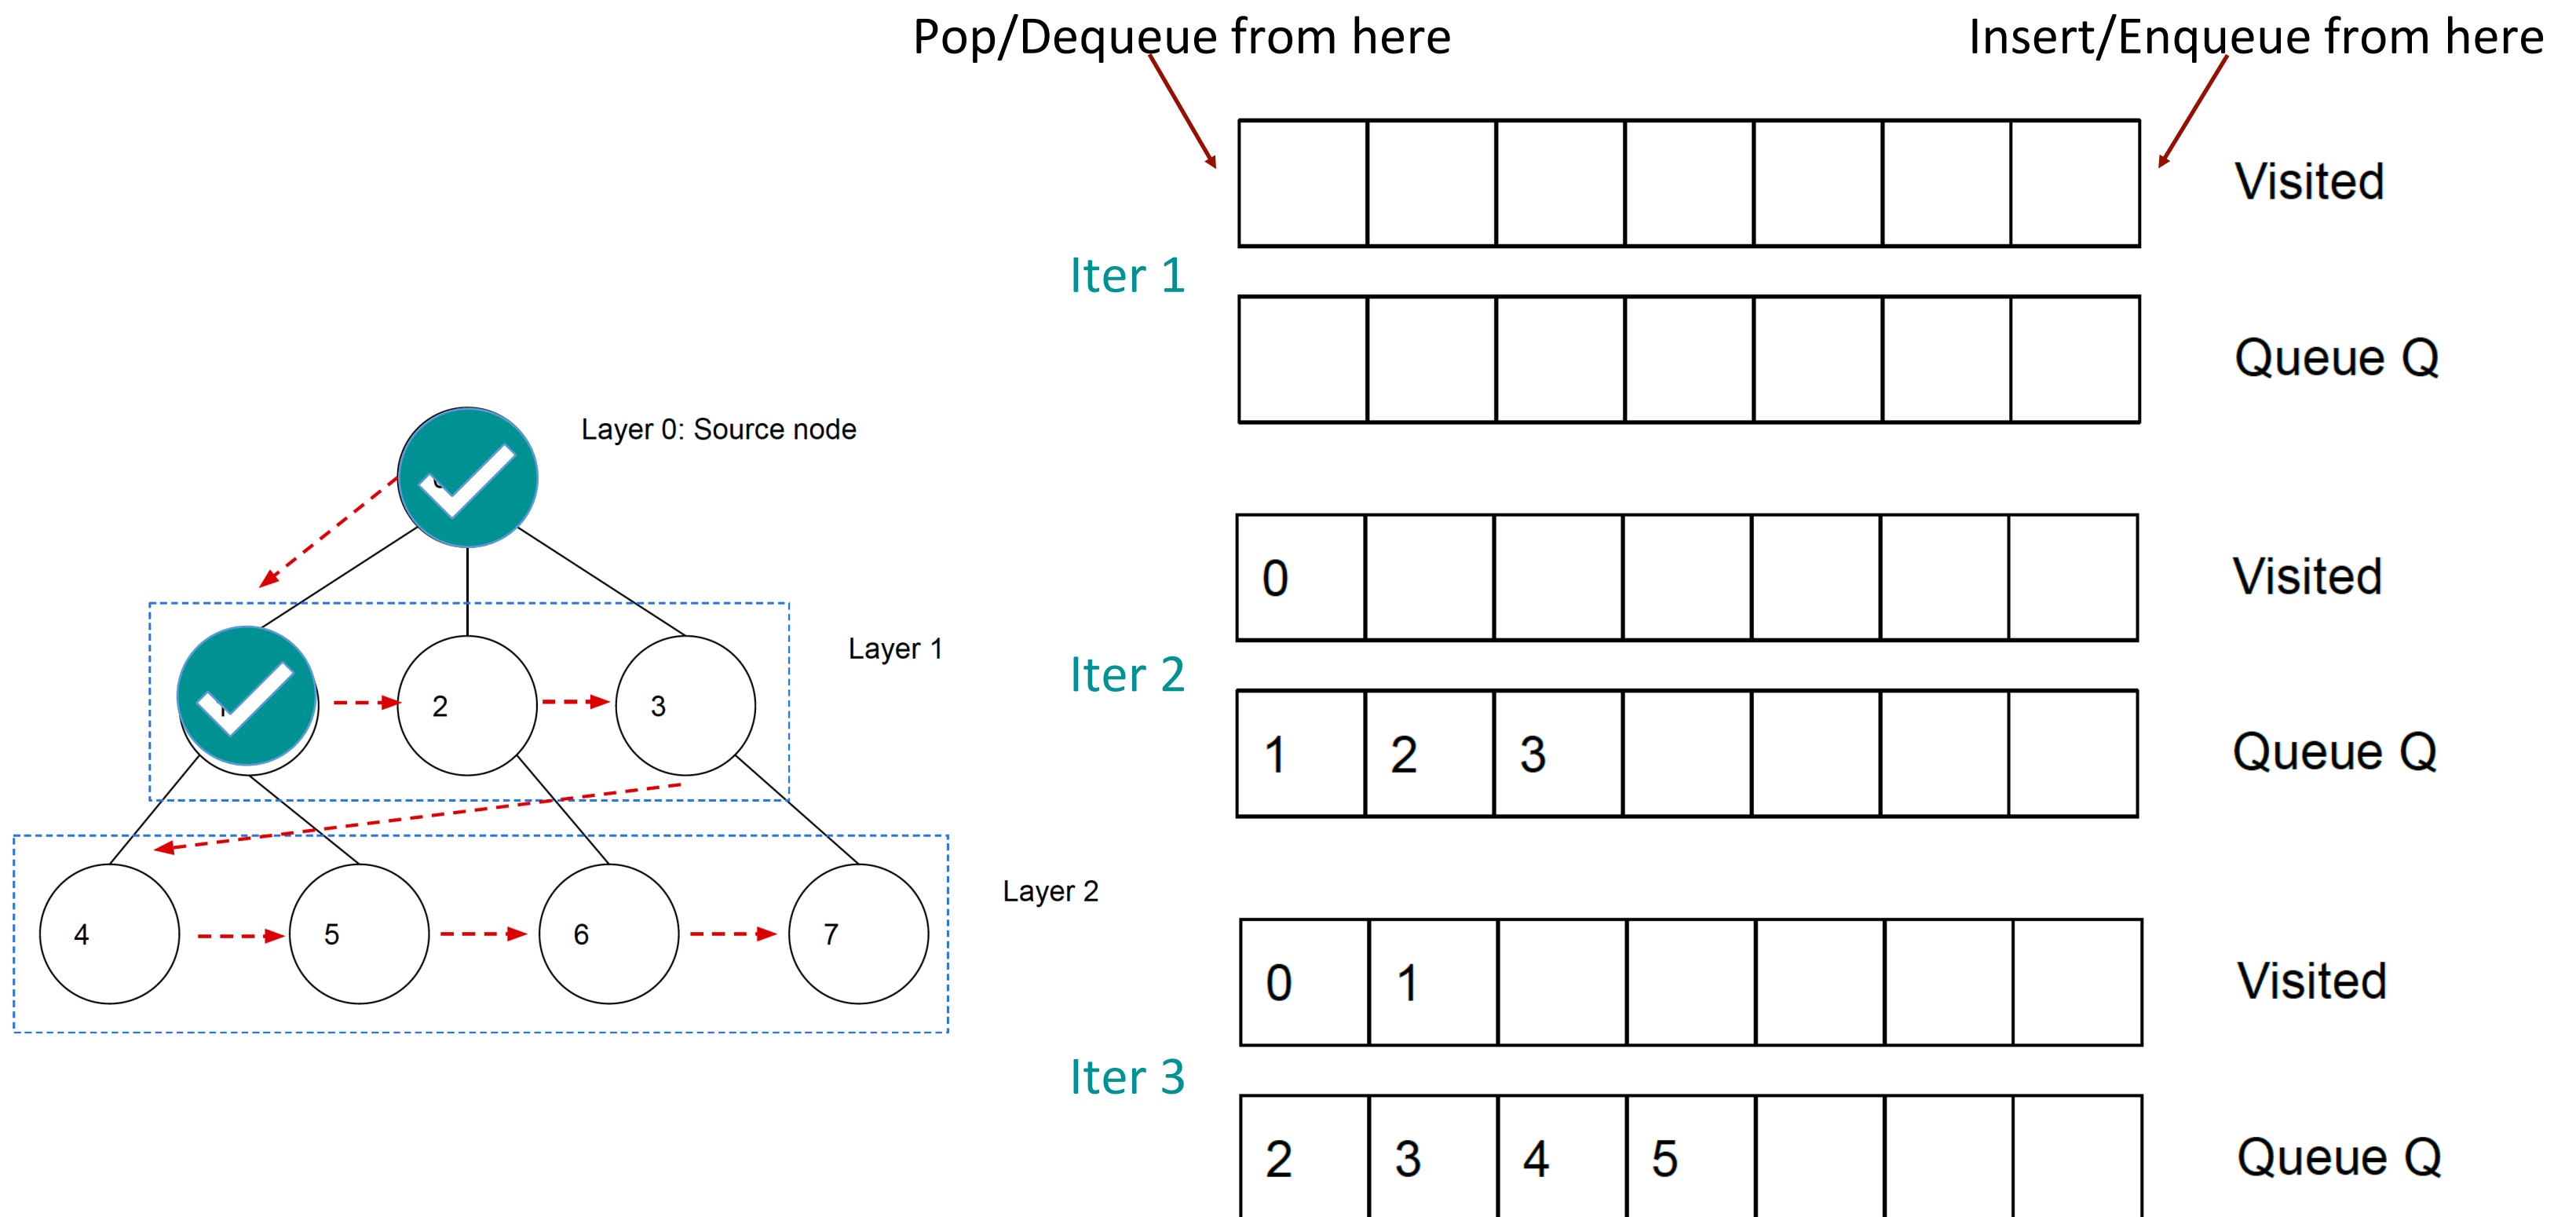 Pop/Dequeue from here
Insert/Enqueue from here
Visited
Iter 1
Queue Q
Layer 0: Source node
0
Visited
Layer 1
Iter 2
2
3
1 2 3
Queue Q
Layer 2
4
5
6
7
0 1
Visited
Iter 3
2 3 4 5
Queue Q